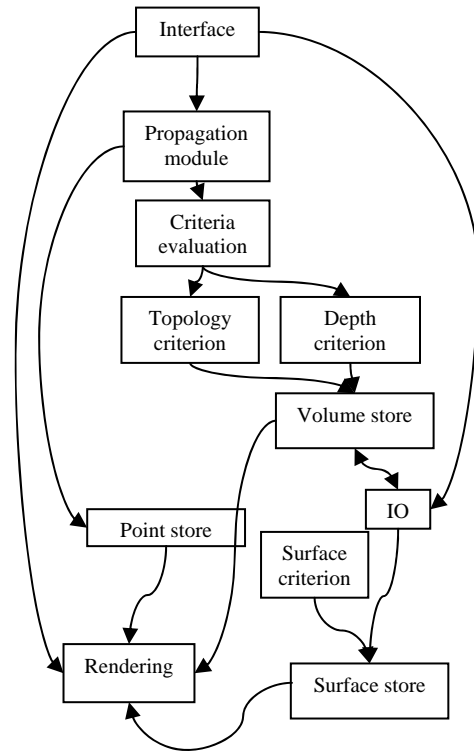 Interface
Propagation
module
Criteria
evaluation
Topology
criterion
Depth
criterion
Volume store
IO
Point store
Surface
criterion
Rendering
Surface store